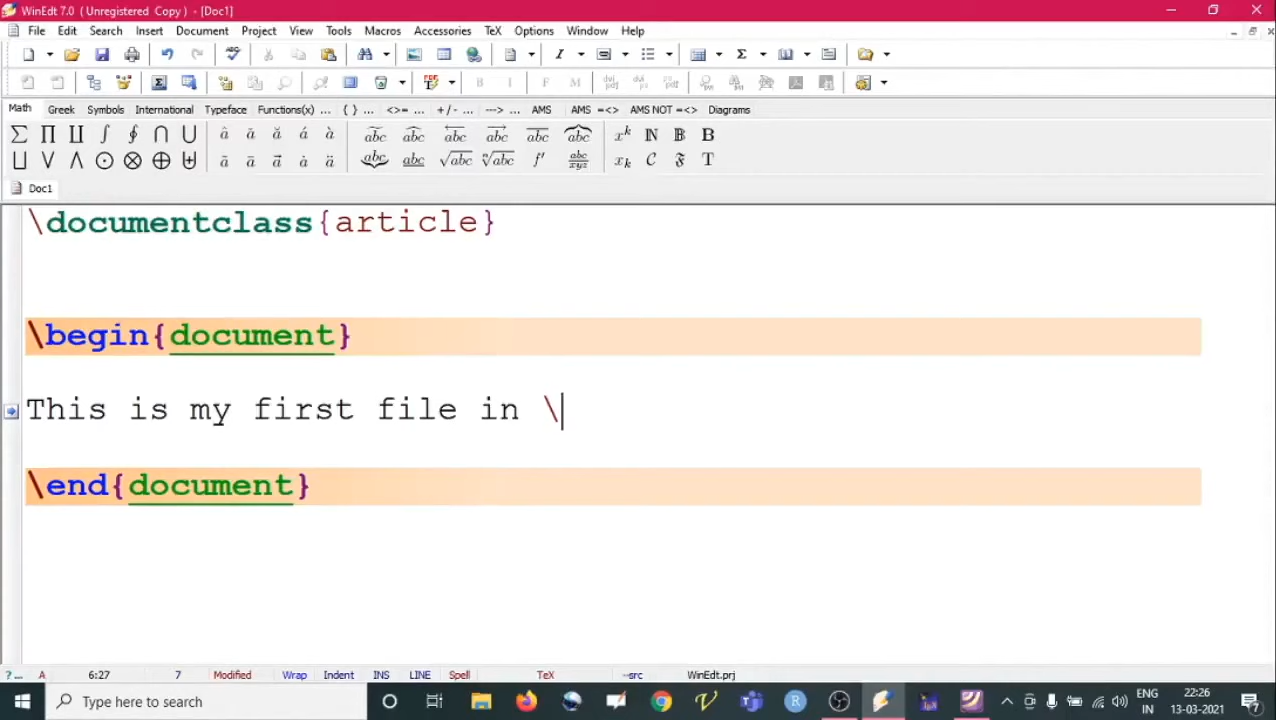 WinEdt 7.0 ( Unregistered Copy ) - [Doc1]
File Edit Search Insert Document Project View Tools Macros Accessories TeX Options Window Help
Math Greek Symbols International Typeface Functions(x) ... { } ... <>= ... +/- ... ---> ... AMS AMS =<> AMS NOT =<> Diagrams
Doc1
\documentclass{article}
\begin{document}
This is my first file in \
\end{document}
?... A 6:27 7 Modified Wrap Indent INS LINE Spell TeX --src WinEdt.prj
Type here to search
ENG 22:26
IN 13-03-2021